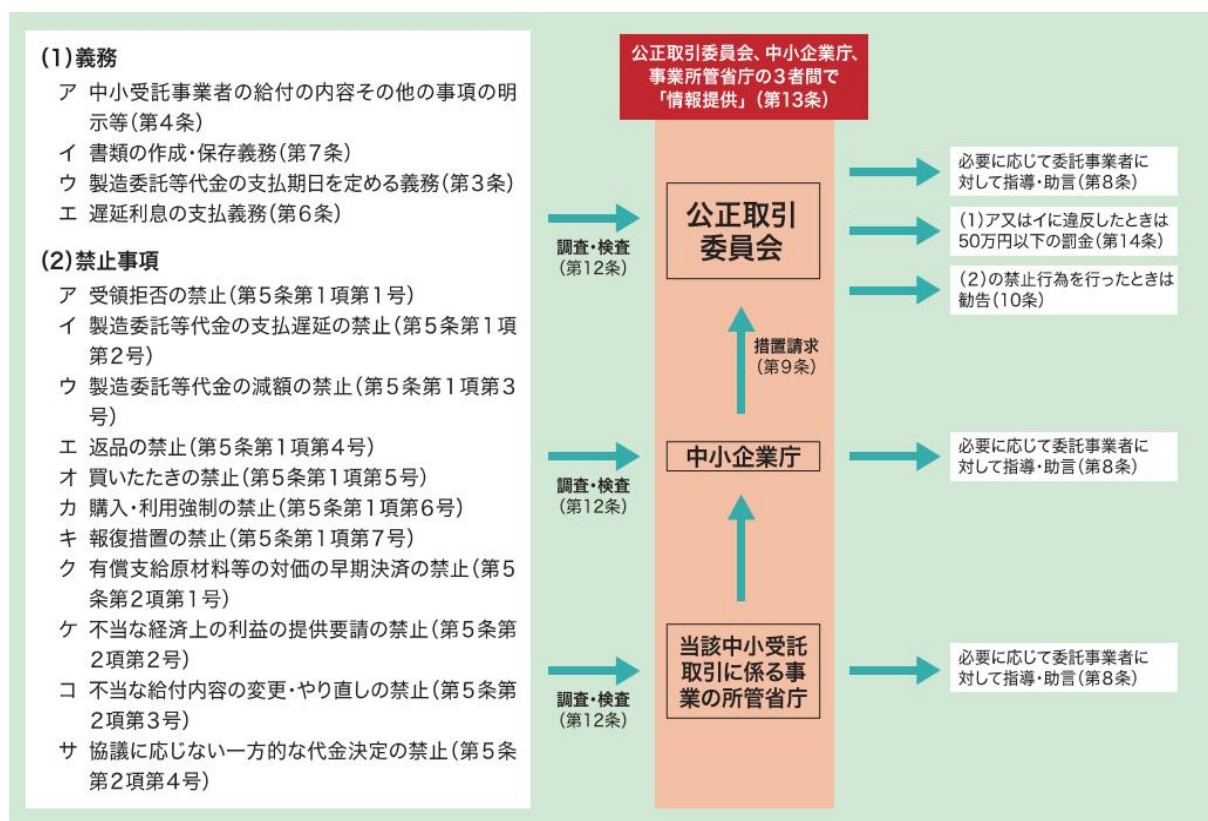 (1)義務
ア 中小受託事業者の給付の内容その他の事項の明
示等(第4条)
イ 書類の作成・保存義務(第7条)
ウ 製造委託等代金の支払期日を定める義務(第3条)
エ 遅延利息の支払義務(第6条)
(2)禁止事項
ア 受領拒否の禁止(第5条第1項第1号)
イ 製造委託等代金の支払遅延の禁止(第5条第1項
第2号)
ウ 製造委託等代金の減額の禁止(第5条第1項第3
号)
エ 返品の禁止(第5条第1項第4号)
オ 買いたたきの禁止(第5条第1項第5号)
カ 購入・利用強制の禁止(第5条第1項第6号)
キ 報復措置の禁止(第5条第1項第7号)
ク 有償支給原材料等の対価の早期決済の禁止(第5
条第2項第1号)
ケ 不当な経済上の利益の提供要請の禁止(第5条第
2項第2号)
コ 不当な給付内容の変更・やり直しの禁止(第5条第
2項第3号)
サ 協議に応じない一方的な代金決定の禁止(第5条
第2項第4号)
公正取引委員会、中小企業庁、
事業所管省庁の3者間で
「情報提供」(第13条)
調査・検査
(第12条)
公正取引
委員会
必要に応じて委託事業者に
対して指導・助言(第8条)
(1)ア又はイに違反したときは
50万円以下の罰金(第14条)
(2)の禁止行為を行ったときは
勧告(10条)
措置請求
(第9条)
調査・検査
(第12条)
中小企業庁
必要に応じて委託事業者に
対して指導・助言(第8条)
調査・検査
(第12条)
当該中小受託
取引に係る事
業の所管省庁
必要に応じて委託事業者に
対して指導・助言(第8条)